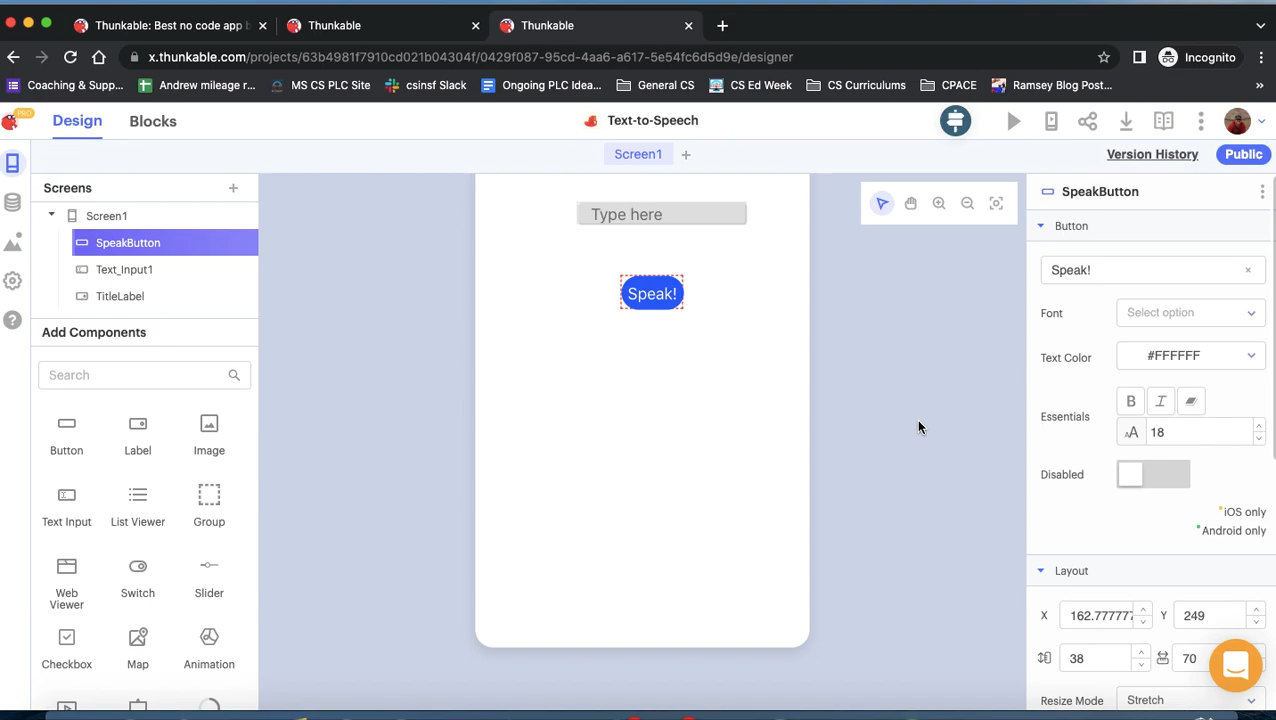 Thunkable: Best no code app b
Thunkable
Thunkable
x.thunkable.com/projects/63b4981f7910cd021b04304f/0429f087-95cd-4aa6-a617-5e54fc6d5d9e/designer
Incognito
Coaching & Supp...
Andrew mileage r...
MS CS PLC Site
csinsf Slack
Ongoing PLC Idea...
General CS
CS Ed Week
CS Curriculums
CPACE
Ramsey Blog Post...
»
PRO
Design
Blocks
Text-to-Speech
Screen1
Version History
Public
Screens
Screen1
SpeakButton
Text_Input1
TitleLabel
Add Components
Search
Button
Label
Image
Text Input
List Viewer
Group
Web
Viewer
Switch
Slider
Checkbox
Map
Animation
Type here
Speak!
SpeakButton
Button
Speak!
Font
Select option
Text Color
#FFFFFF
Essentials
B
I
AA
18
Disabled
*iOS only
*Android only
Layout
X
162.777777
Y
249
38
70
Resize Mode
Stretch